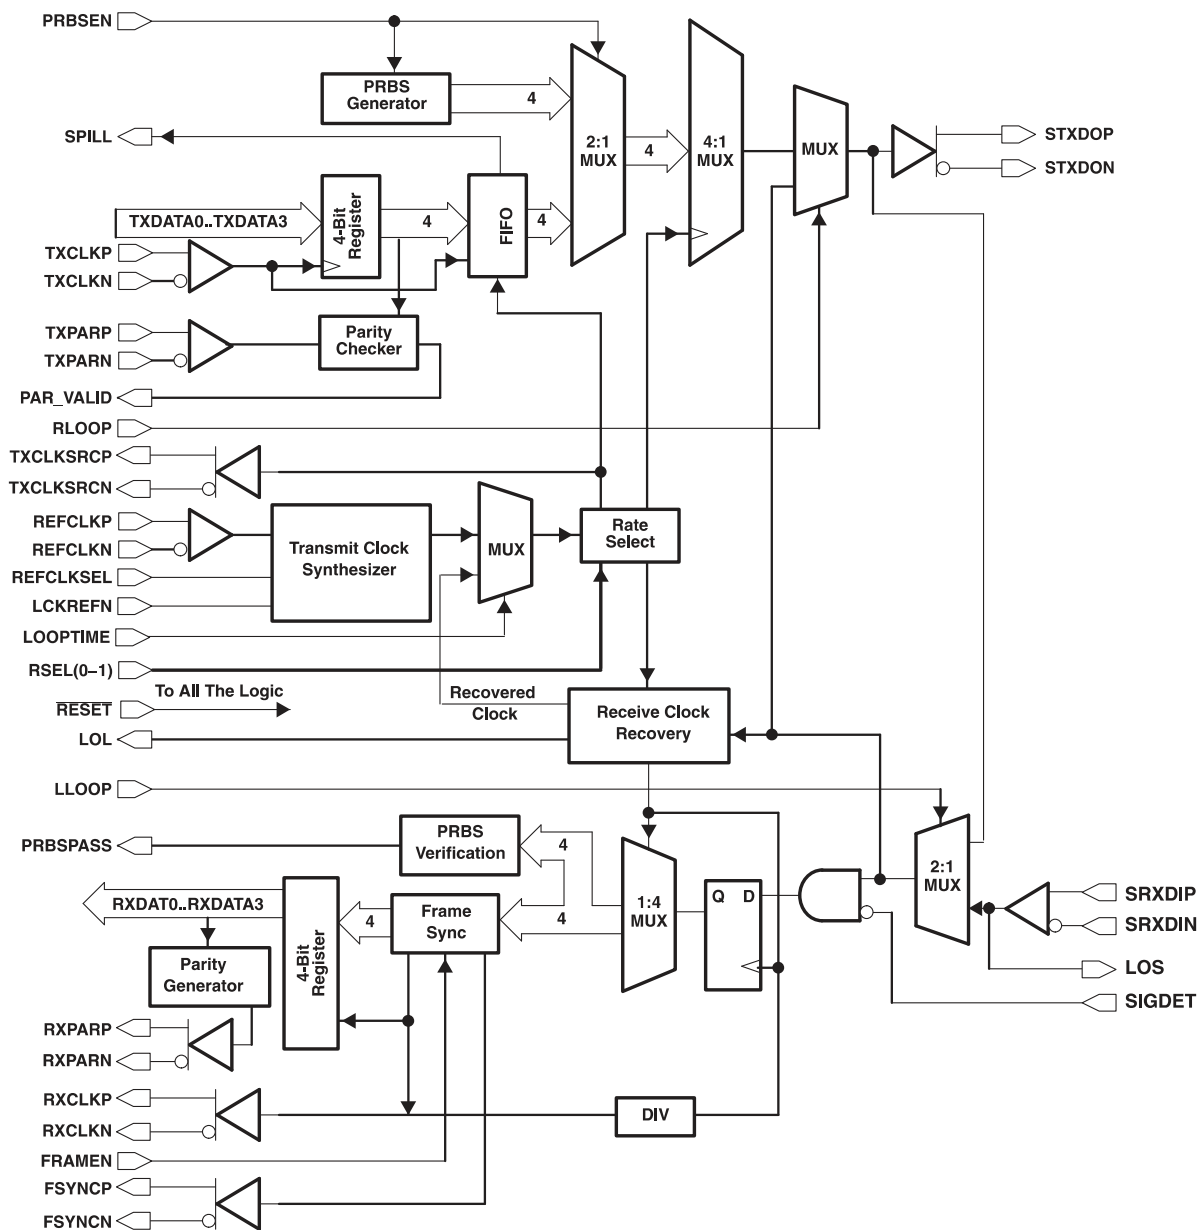 PRBSEN
PRBS
Generator
4
SPILL
2:1
MUX
4
4:1
MUX
MUX
STXDOP
STXDON
TXDATA0..TXDATA3
4-Bit
Register
4
FIFO
4
TXCLKP
TXCLKN
TXPARP
TXPARN
Parity
Checker
PAR_VALID
RLOOP
TXCLKSRCP
TXCLKSRCN
REFCLKP
REFCLKN
REFCLKSEL
LCKREFN
Transmit Clock
Synthesizer
MUX
Rate
Select
LOOPTIME
RSEL(0–1)
RESET
To All The Logic
Recovered
Clock
Receive Clock
Recovery
LOL
LLOOP
PRBSPASS
PRBS
Verification
4
4
1:4
MUX
Q D
2:1
MUX
SRXDIP
SRXDIN
LOS
SIGDET
RXDAT0..RXDATA3
4-Bit
Register
4
Frame
Sync
Parity
Generator
RXPARP
RXPARN
RXCLKP
RXCLKN
DIV
FRAMEN
FSYNCP
FSYNCN